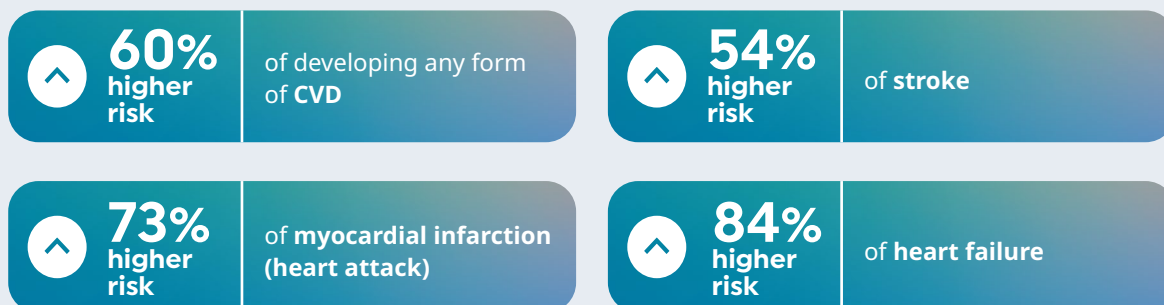 60%
higher
risk
of developing any form
of CVD
54%
higher
risk
of stroke
73%
higher
risk
of myocardial infarction
(heart attack)
84%
higher
risk
of heart failure